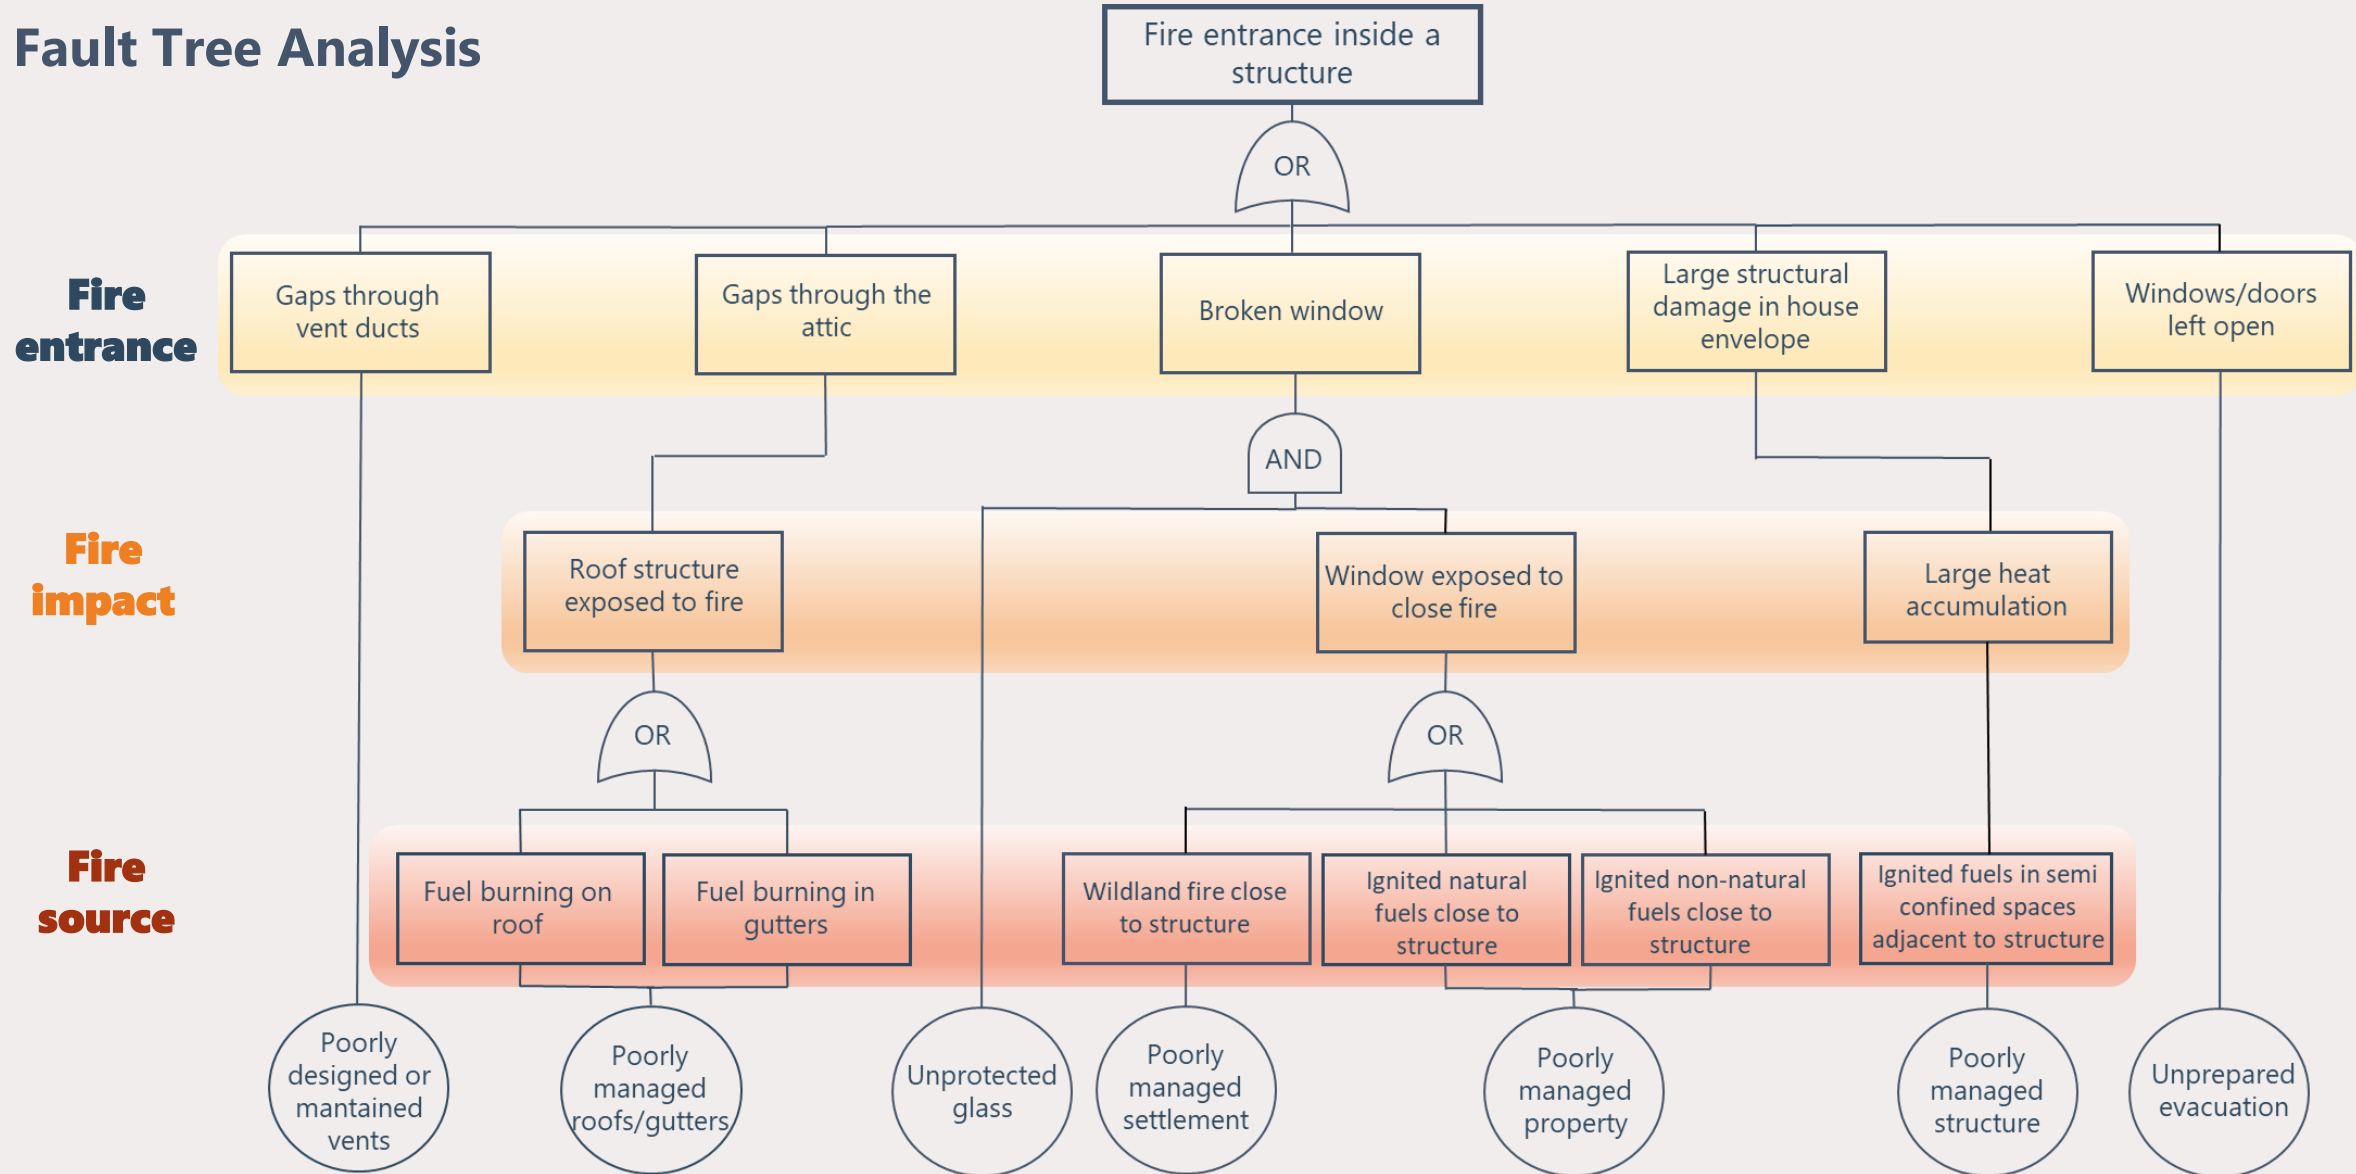 Fault Tree Analysis
Fire entrance inside a
structure
OR
Fire
entrance
Gaps through
vent ducts
Gaps through the
attic
Broken window
Large structural
damage in house
envelope
Windows/doors
left open
AND
Fire
impact
Roof structure
exposed to fire
Window exposed to
close fire
Large heat
accumulation
OR
OR
Fire
source
Fuel burning on
roof
Fuel burning in
gutters
Wildland fire close
to structure
Ignited natural
fuels close to
structure
Ignited non-natural
fuels close to
structure
Ignited fuels in semi
confined spaces
adjacent to structure
Poorly
designed or
mantained
vents
Poorly
managed
roofs/gutters
Unprotected
glass
Poorly
managed
settlement
Poorly
managed
property
Poorly
managed
structure
Unprepared
evacuation